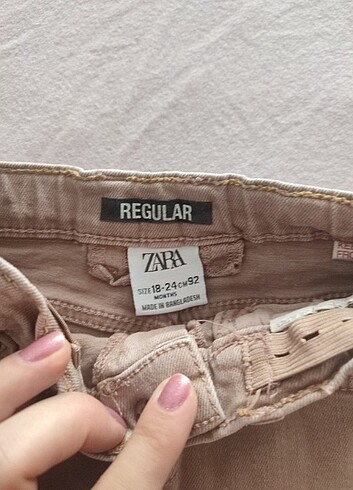 REGULAR
ZARA
SIZE 18-24 CM 92
MONTHS
MADE IN BANGLADESH